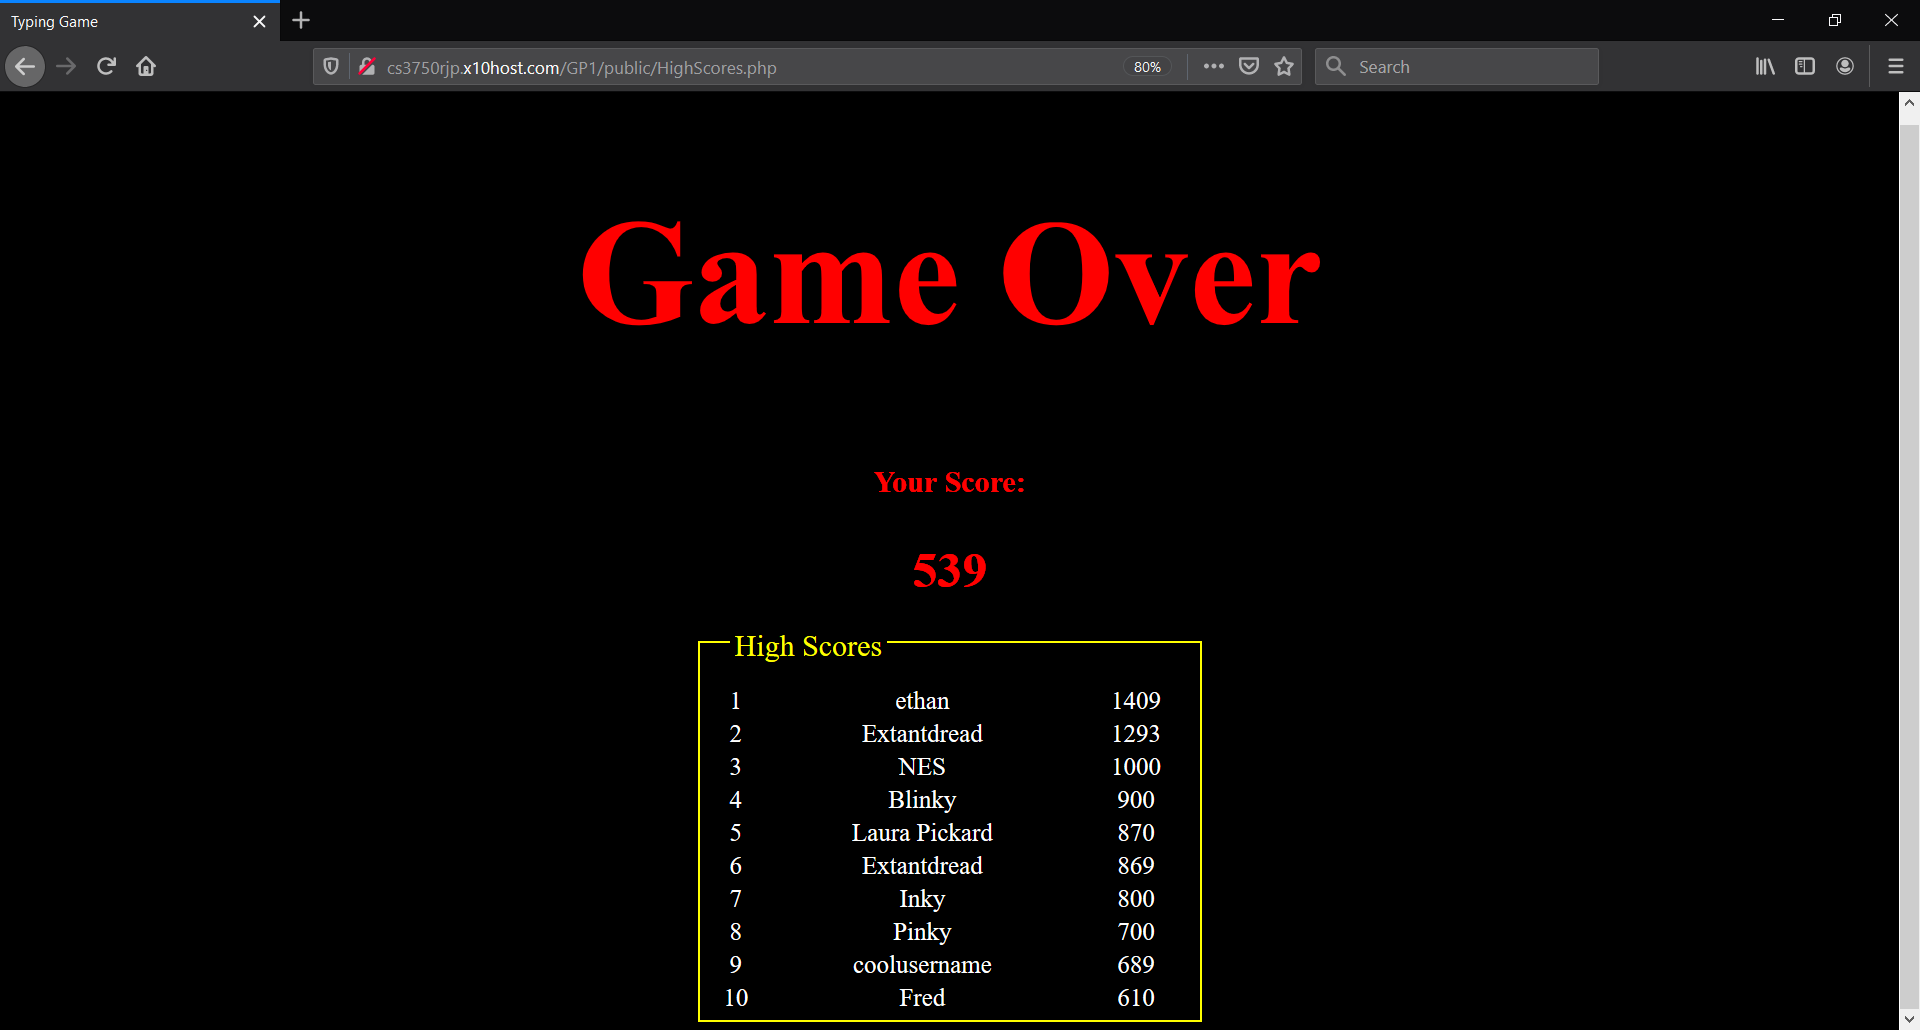 Typing Game
cs3750rjp.x10host.com/GP1/public/HighScores.php 80% Search
Game Over
Your Score:
539
High Scores
1 ethan 1409
2 Extantdread 1293
3 NES 1000
4 Blinky 900
5 Laura Pickard 870
6 Extantdread 869
7 Inky 800
8 Pinky 700
9 coolusername 689
10 Fred 610